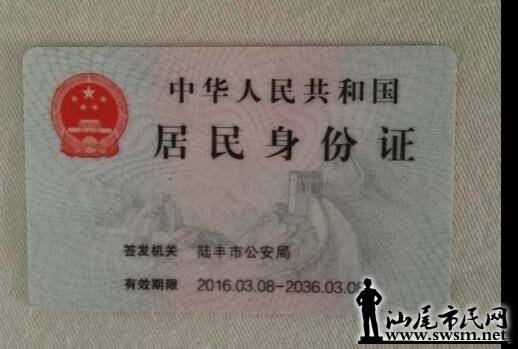 中华人民共和国
居民身份证
签发机关 陆丰市公安局
有效期限 2016.03.08-2036.03.08
汕尾市民网
www.swsm.net